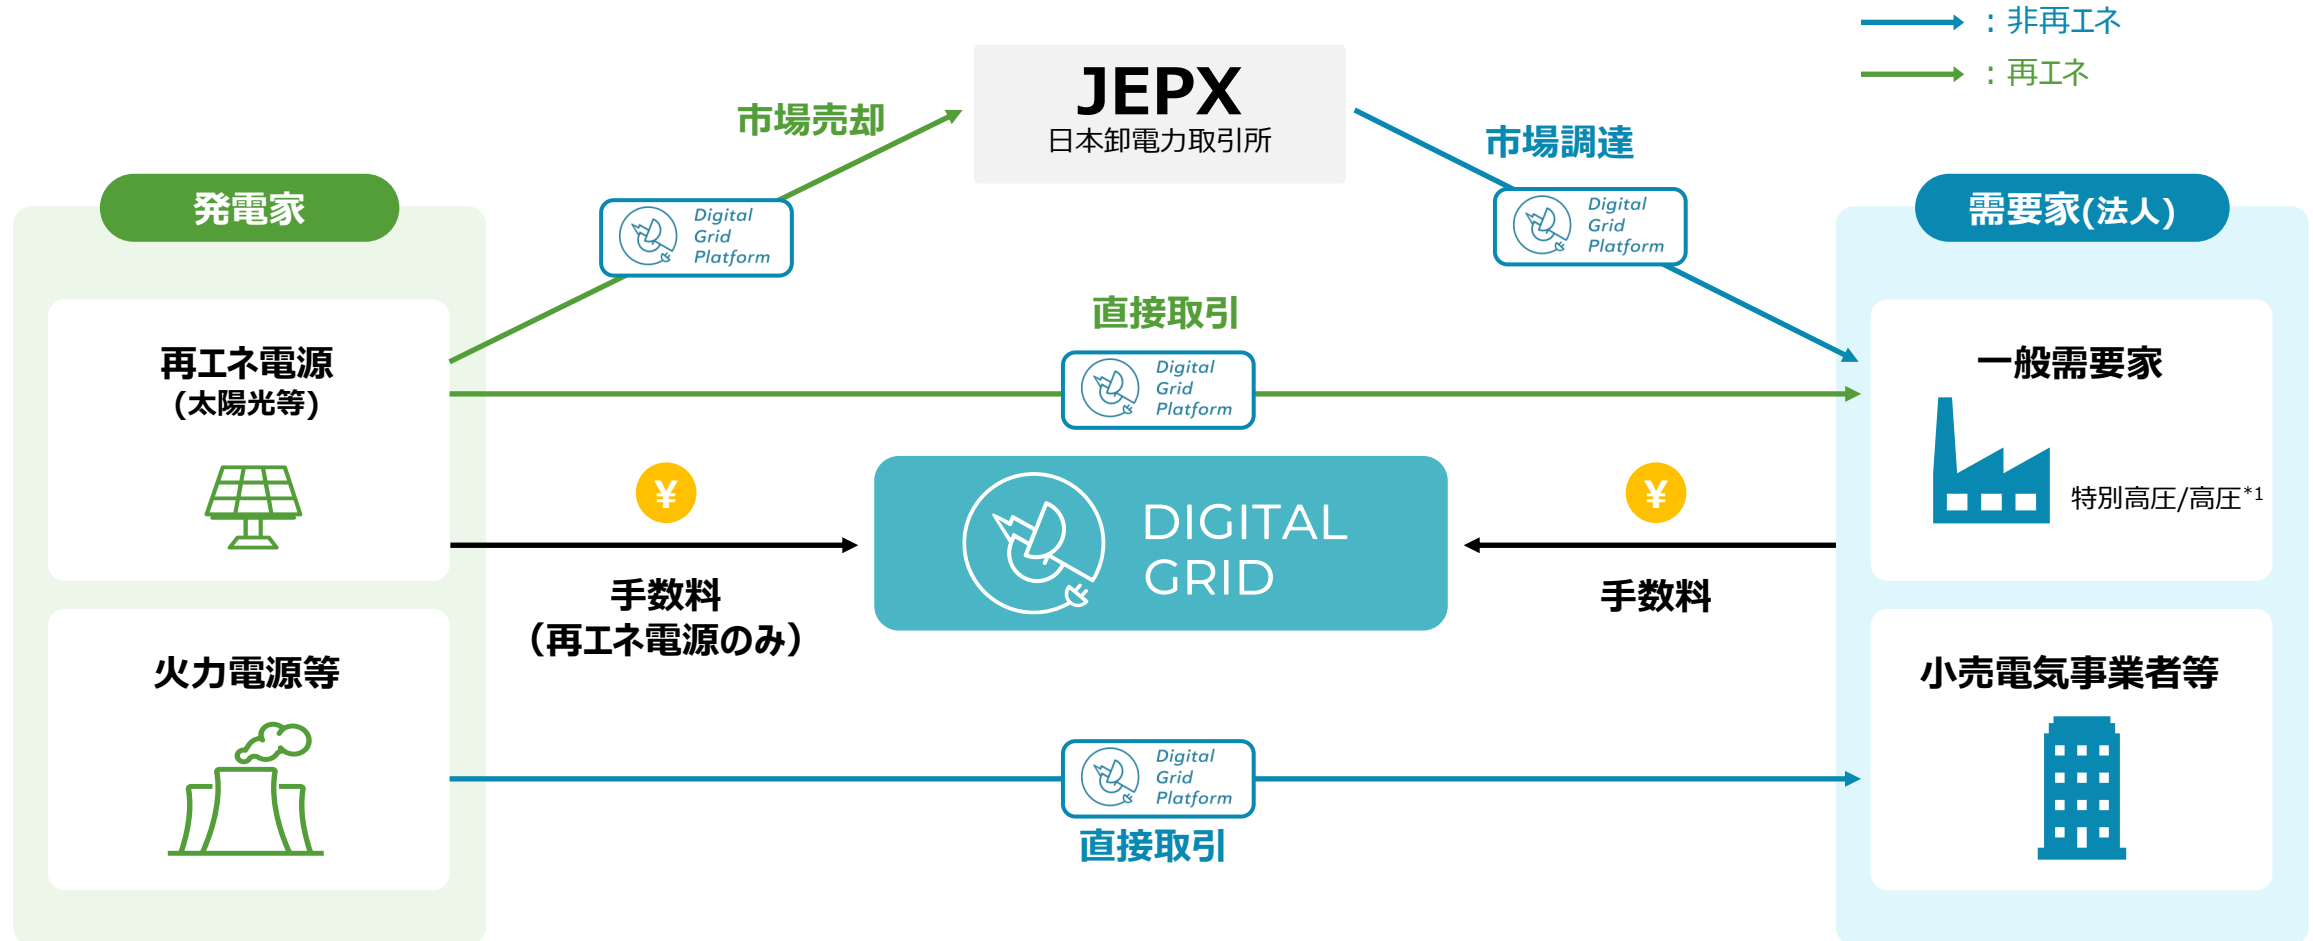 ：非再エネ
：再エネ
JEPX
日本卸電力取引所
市場売却
市場調達
発電家
需要家(法人)
Digital
Grid
Platform
Digital
Grid
Platform
直接取引
Digital
Grid
Platform
再エネ電源
(太陽光等)
一般需要家
特別高圧/高圧*1
¥
¥
DIGITAL
GRID
手数料
（再エネ電源のみ）
手数料
火力電源等
小売電気事業者等
Digital
Grid
Platform
直接取引